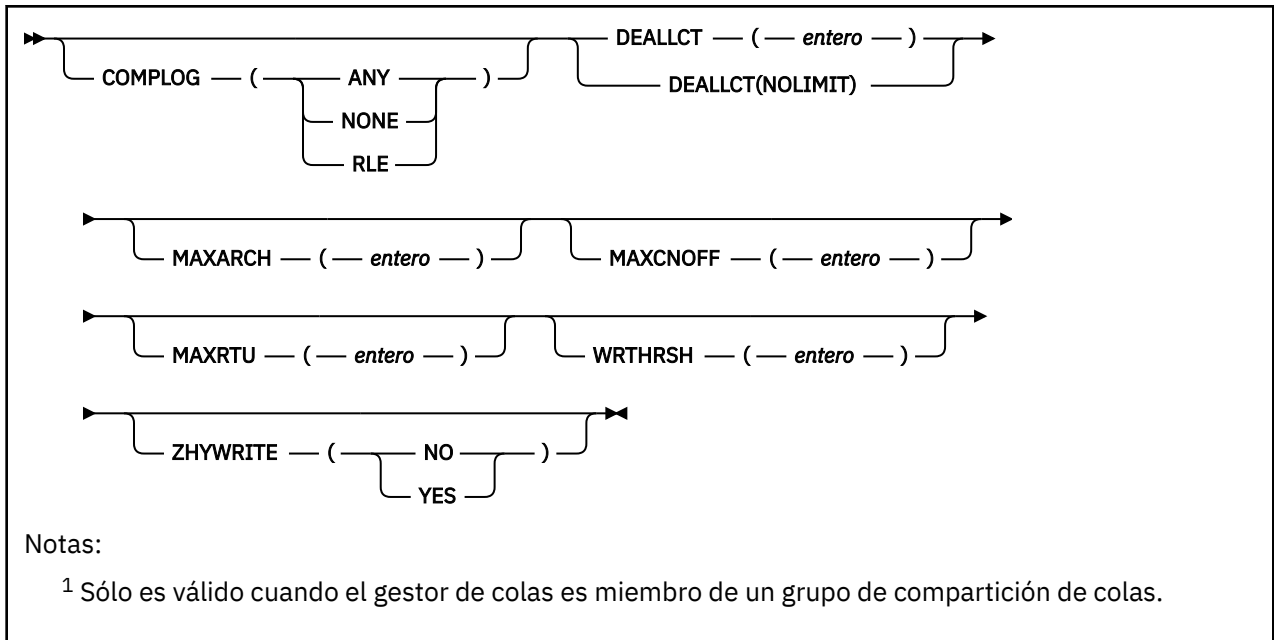 DEALLCT ( entero )
COMPLOG ( ANY ) DEALLCT(NOLIMIT)
NONE
RLE
MAXARCH ( entero ) MAXCNOFF ( entero )
MAXRTU ( entero ) WRTHRSH ( entero )
ZHYWRITE ( NO )
YES
Notas:
1 Sólo es válido cuando el gestor de colas es miembro de un grupo de compartición de colas.